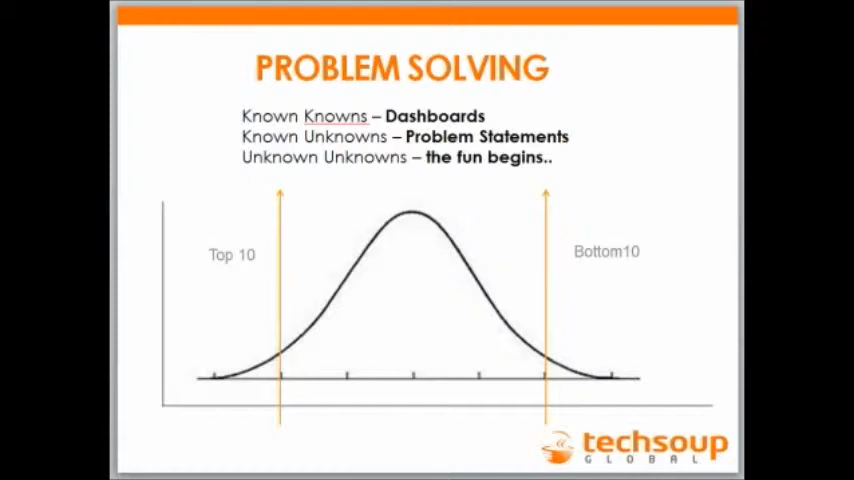 PROBLEM SOLVING
Known Knowns – Dashboards
Known Unknowns – Problem Statements
Unknown Unknowns – the fun begins..
Top 10
Bottom10
techsoup
GLOBAL